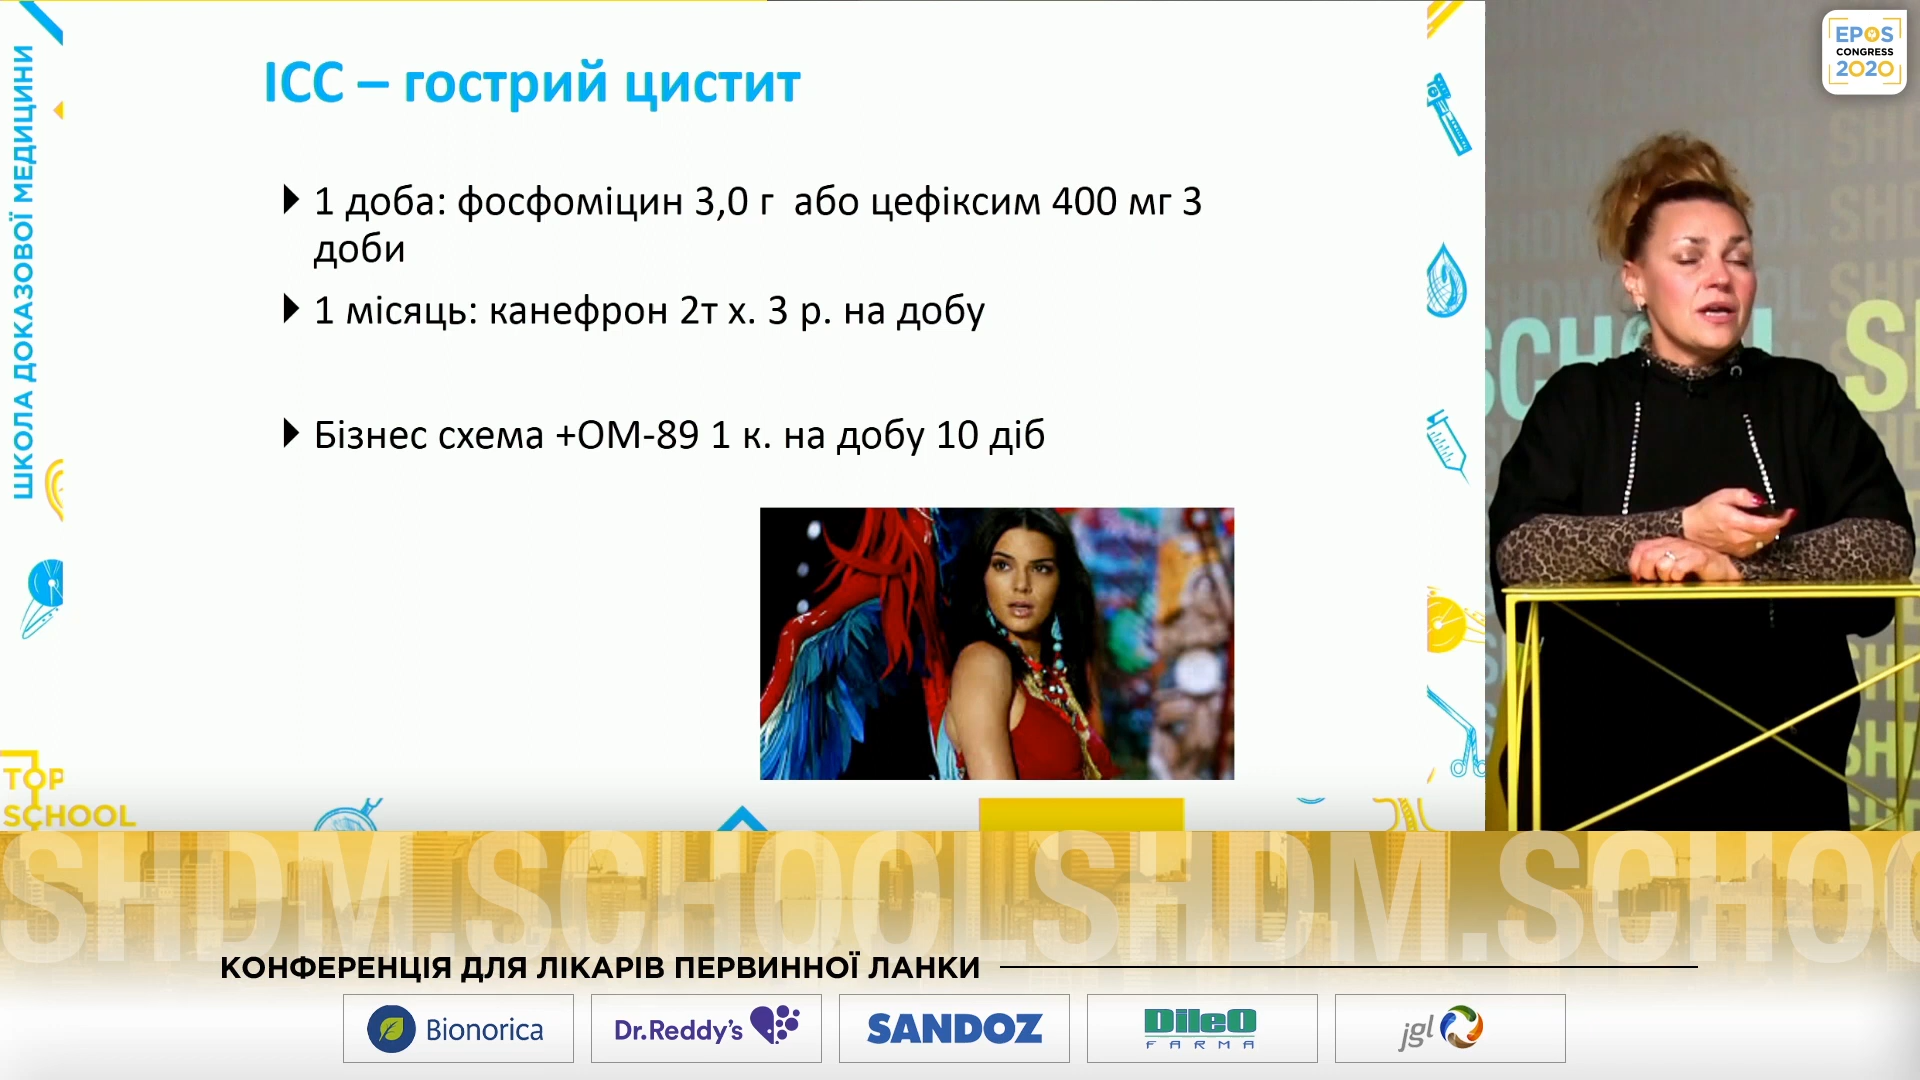 ШКОЛА ДОКАЗОВОЇ МЕДИЦИНИ
ІСС – гострий цистит
1 доба: фосфоміцин 3,0 г або цефіксим 400 мг 3
доби
1 місяць: канефрон 2т х. 3 р. на добу
Бізнес схема +ОМ-89 1 к. на добу 10 діб
TOP
SCHOOL
EPOS
CONGRESS
2020
SCHOOL
SHDM.SCHOOLSHDM.SCHOO
КОНФЕРЕНЦІЯ ДЛЯ ЛІКАРІВ ПЕРВИННОЇ ЛАНКИ
Bionorica
Dr.Reddy's
SANDOZ
DileO
FARMA
jgl